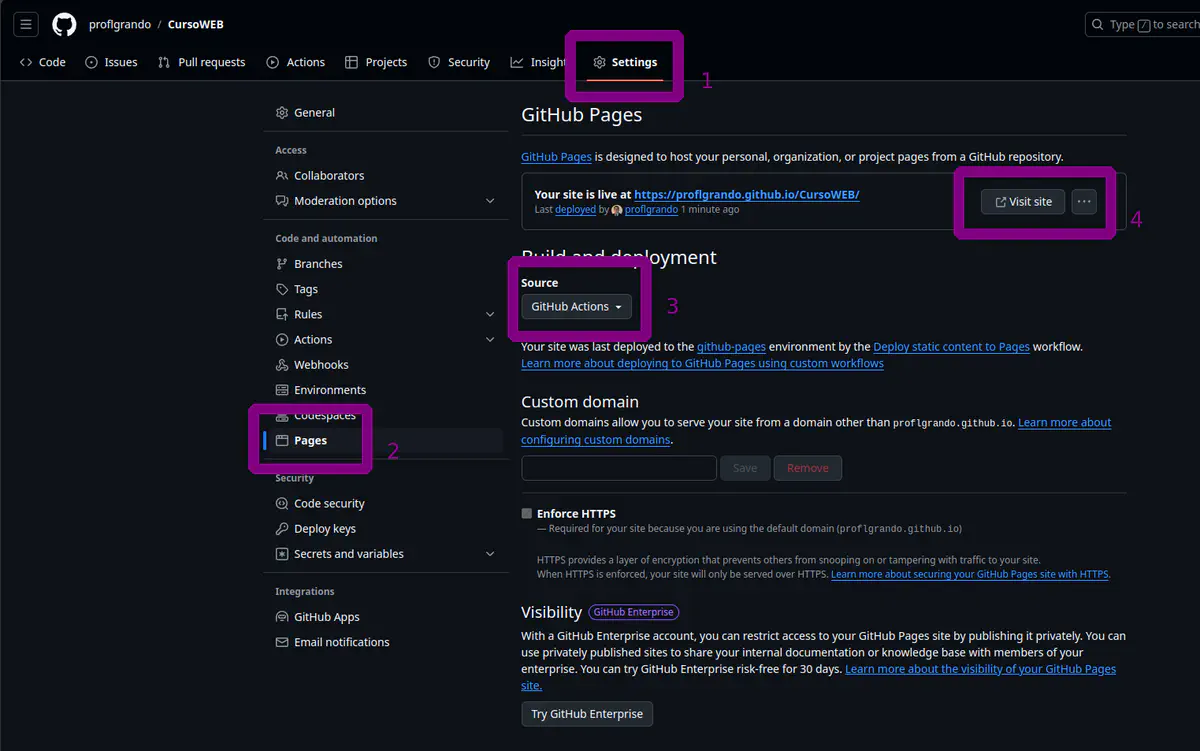 proflgrando / CursoWEB
Type / to search
Code Issues Pull requests Actions Projects Security Insight Settings
1
General
Access
Collaborators
Moderation options
Code and automation
Branches
Tags
Rules
Actions
Webhooks
Environments
Codespaces
Pages
2
Security
Code security
Deploy keys
Secrets and variables
Integrations
GitHub Apps
Email notifications
GitHub Pages
GitHub Pages is designed to host your personal, organization, or project pages from a GitHub repository.
Your site is live at https://proflgrando.github.io/CursoWEB/
Last deployed by proflgrando 1 minute ago
Visit site ...
4
Build and deployment
Source
GitHub Actions
3
Your site was last deployed to the github-pages environment by the Deploy static content to Pages workflow.
Learn more about deploying to GitHub Pages using custom workflows
Custom domain
Custom domains allow you to serve your site from a domain other than proflgrando.github.io. Learn more about
configuring custom domains.
Save Remove
Enforce HTTPS
— Required for your site because you are using the default domain (proflgrando.github.io)
HTTPS provides a layer of encryption that prevents others from snooping on or tampering with traffic to your site.
When HTTPS is enforced, your site will only be served over HTTPS. Learn more about securing your GitHub Pages site with HTTPS.
Visibility GitHub Enterprise
With a GitHub Enterprise account, you can restrict access to your GitHub Pages site by publishing it privately. You can
use privately published sites to share your internal documentation or knowledge base with members of your
enterprise. You can try GitHub Enterprise risk-free for 30 days. Learn more about the visibility of your GitHub Pages
site.
Try GitHub Enterprise